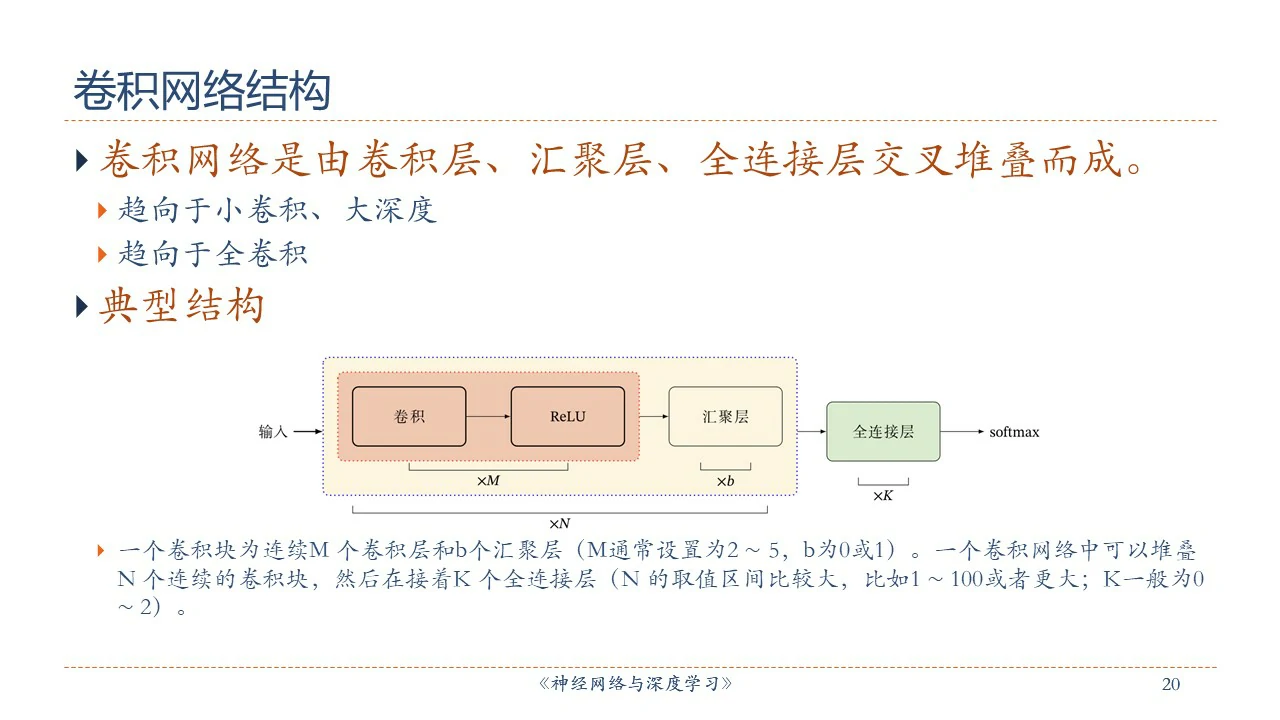 卷积网络结构
卷积网络是由卷积层、汇聚层、全连接层交叉堆叠而成。
趋向于小卷积、大深度
趋向于全卷积
典型结构
输入
卷积
ReLU
汇聚层
全连接层
softmax
×M
×b
×K
×N
一个卷积块为连续M 个卷积层和b个汇聚层（M通常设置为2 ~ 5，b为0或1）。一个卷积网络中可以堆叠
N 个连续的卷积块，然后在接着K 个全连接层（N 的取值区间比较大，比如1 ~ 100或者更大；K一般为0
~ 2）。
《神经网络与深度学习》
20